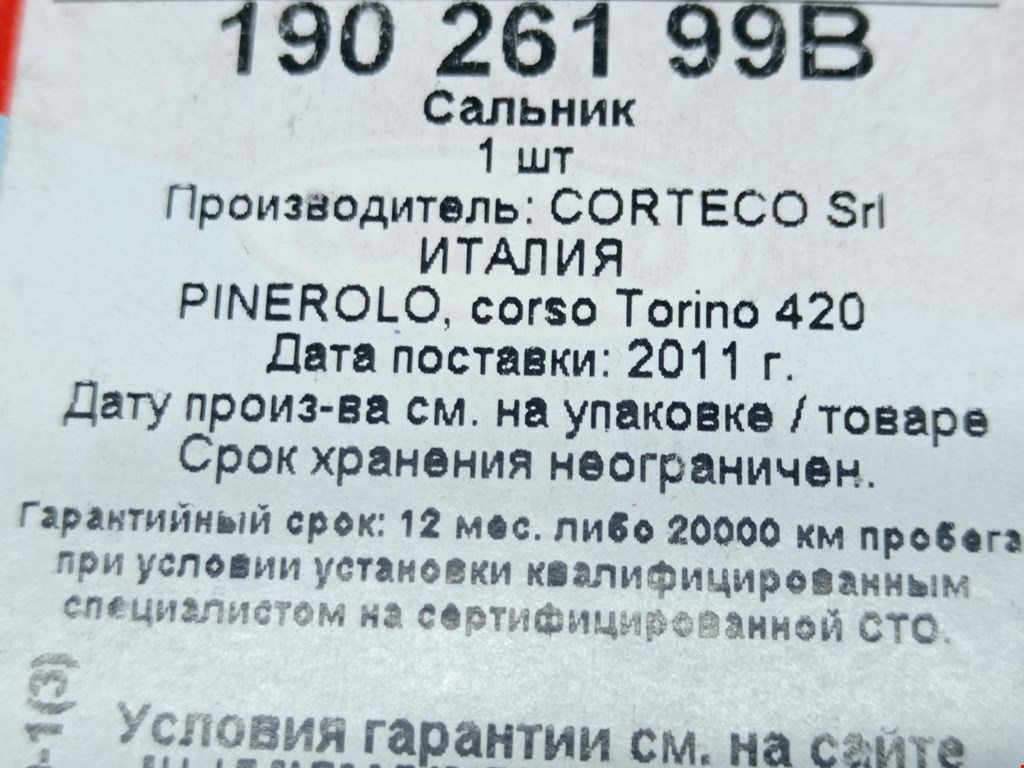 190 261 99B
Сальник
1 шт
Производитель: CORTECO Srl
ИТАЛИЯ
PINEROLO, corso Torino 420
Дата поставки: 2011 г.
Дату произ-ва см. на упаковке / товаре
Срок хранения неограничен.
Гарантийный срок: 12 мес. либо 20000 км пробега
при условии установки квалифицированным
специалистом на сертифицированной СТО.
Условия гарантии см. на сайте
-1(3)